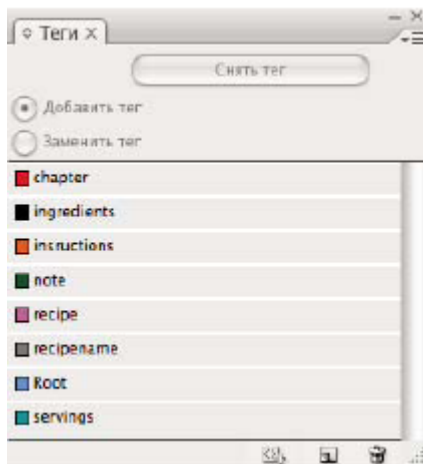 Теги
Снять тег
Добавить тег
Заменить тег
chapter
ingredients
insructions
note
recipe
recipename
Root
servings